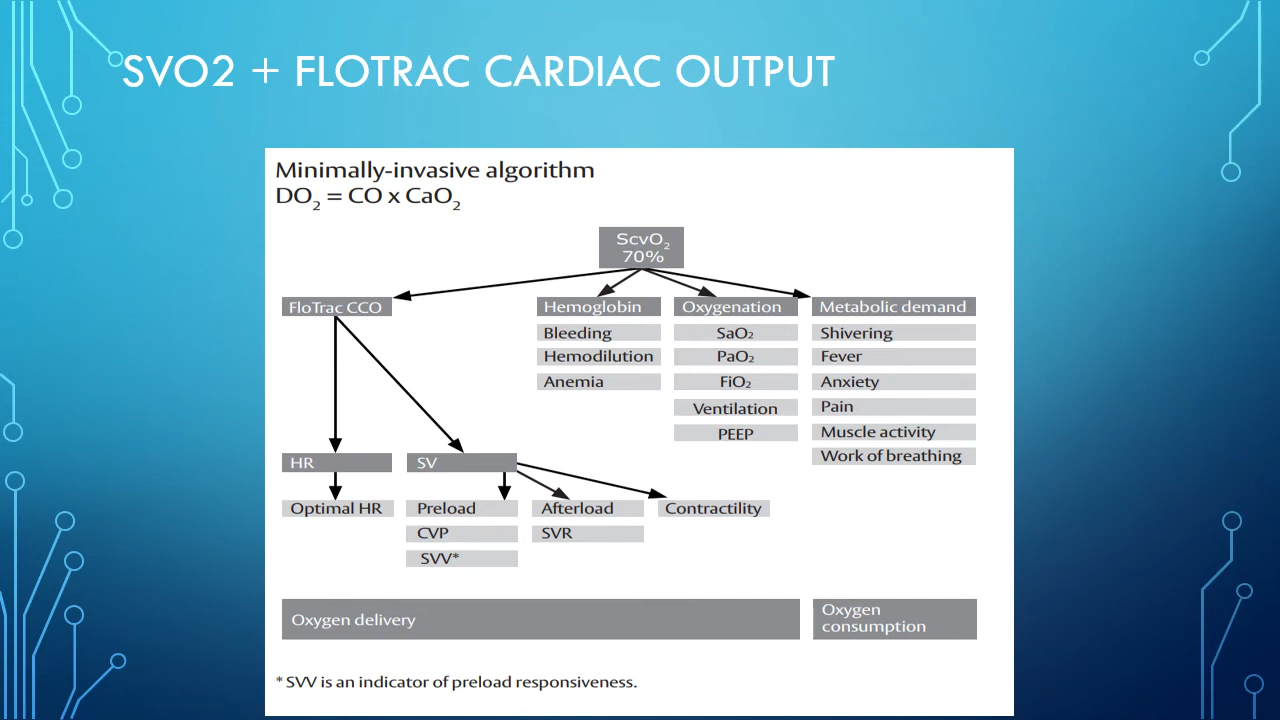 SVO2 + FLOTRAC CARDIAC OUTPUT
Minimally-invasive algorithm
DO₂ = CO x CaO₂
ScvO₂
70%
FloTrac CCO
Hemoglobin
Bleeding
Hemodilution
Anemia
Oxygenation
SaO₂
PaO₂
FiO₂
Ventilation
PEEP
Metabolic demand
Shivering
Fever
Anxiety
Pain
Muscle activity
Work of breathing
HR
Optimal HR
SV
Preload
CVP
SVV*
Afterload
SVR
Contractility
Oxygen delivery
Oxygen
consumption
* SVV is an indicator of preload responsiveness.